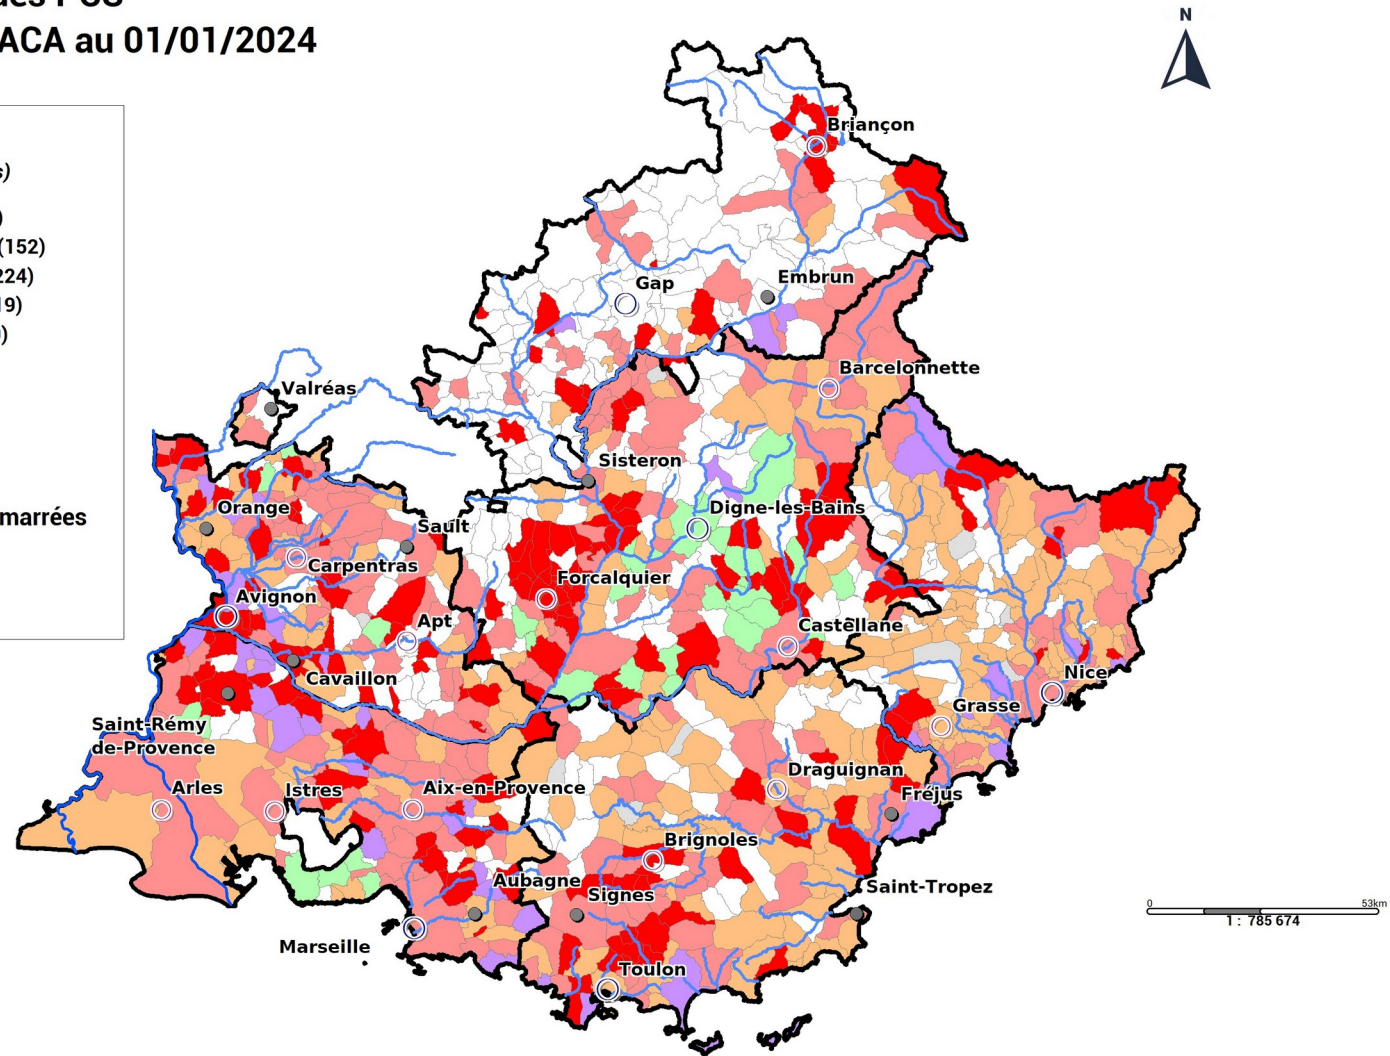 ACA au 01/01/2024
N
(152)
224)
19)
marrées
Briançon
Gap
Embrun
Barcelonnette
Valréas
Sisteron
Orange
Sault
Digne-les-Bains
Carpentras
Forcalquier
Avignon
Apt
Castellane
Cavaillon
Nice
Grasse
Saint-Rémy
de-Provence
Draguignan
Arles
Istres
Aix-en-Provence
Fréjus
Brignoles
Aubagne
Signes
Saint-Tropez
Marseille
Toulon
0 53km
1 : 785 674